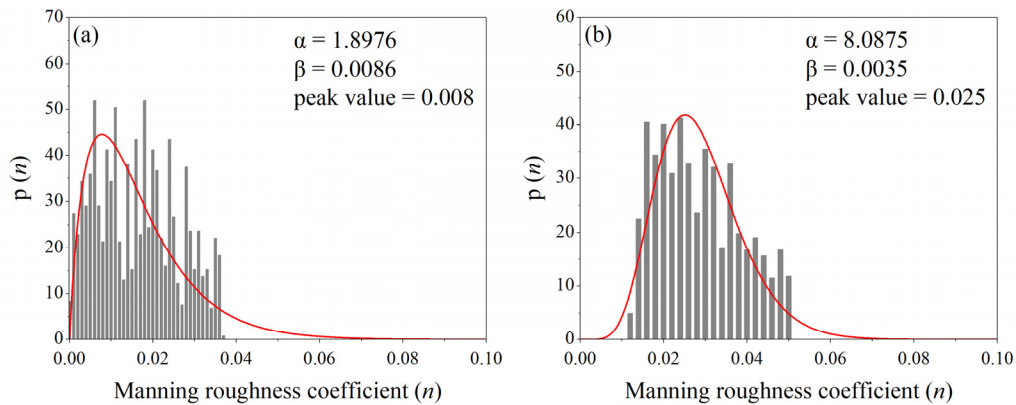 (a)
α = 1.8976
β = 0.0086
peak value = 0.008
p (n)
70
60
50
40
30
20
10
0
0.00 0.02 0.04 0.06 0.08 0.10
Manning roughness coefficient (n)
(b)
α = 8.0875
β = 0.0035
peak value = 0.025
p (n)
60
50
40
30
20
10
0
0.00 0.02 0.04 0.06 0.08 0.10
Manning roughness coefficient (n)